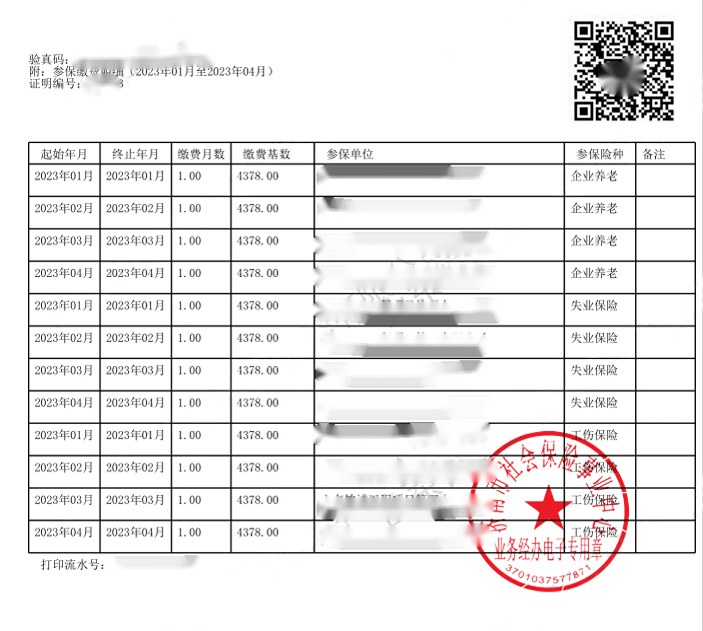 验真码:
附: 参保缴费明细 (2023年01月至2023年04月)
证明编号: 3
起始年月 终止年月 缴费月数 缴费基数 参保单位 参保险种 备注
2023年01月 2023年01月 1.00 4378.00 企业养老
2023年02月 2023年02月 1.00 4378.00 企业养老
2023年03月 2023年03月 1.00 4378.00 企业养老
2023年04月 2023年04月 1.00 4378.00 企业养老
2023年01月 2023年01月 1.00 4378.00 失业保险
2023年02月 2023年02月 1.00 4378.00 失业保险
2023年03月 2023年03月 1.00 4378.00 失业保险
2023年04月 2023年04月 1.00 4378.00 失业保险
2023年01月 2023年01月 1.00 4378.00 工伤保险
2023年02月 2023年02月 1.00 4378.00 工伤保险
2023年03月 2023年03月 1.00 4378.00 工伤保险
2023年04月 2023年04月 1.00 4378.00 工伤保险
济南市社会保险事业中心
业务经办电子专用章
3701037577871
打印流水号: